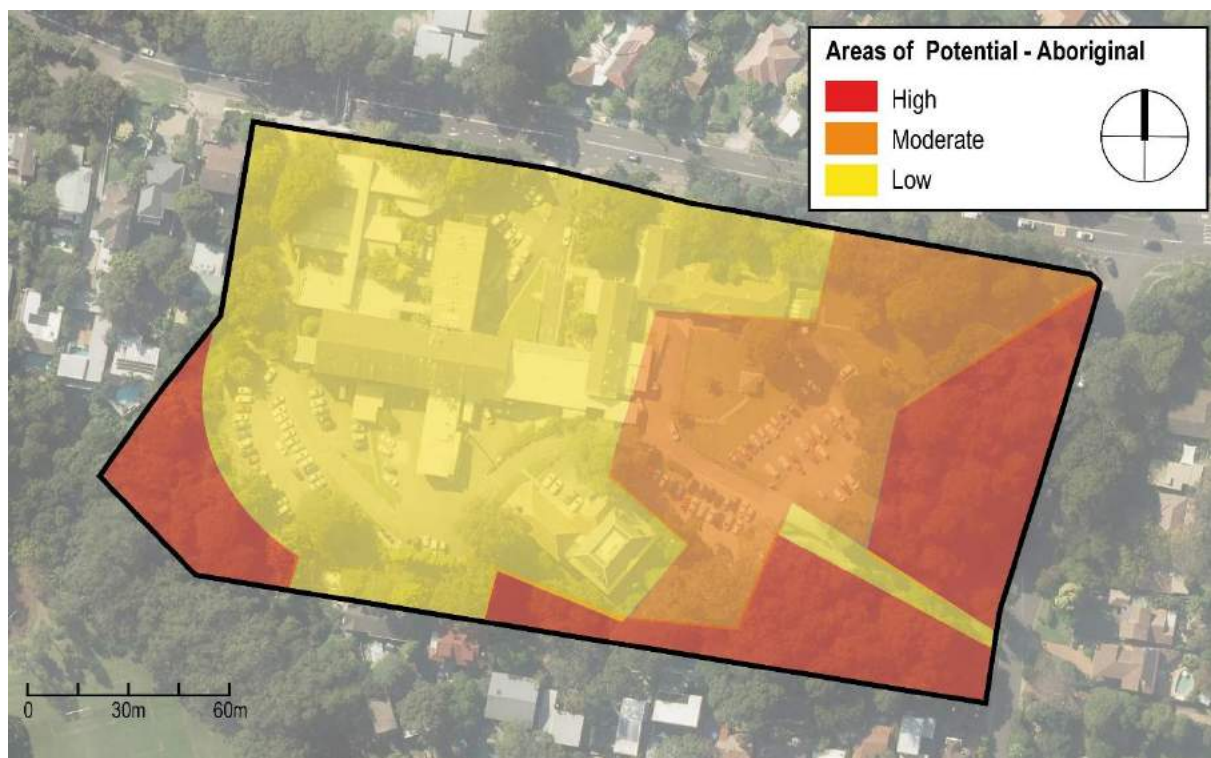 Areas of Potential - Aboriginal
High
Moderate
Low
0 30m 60m